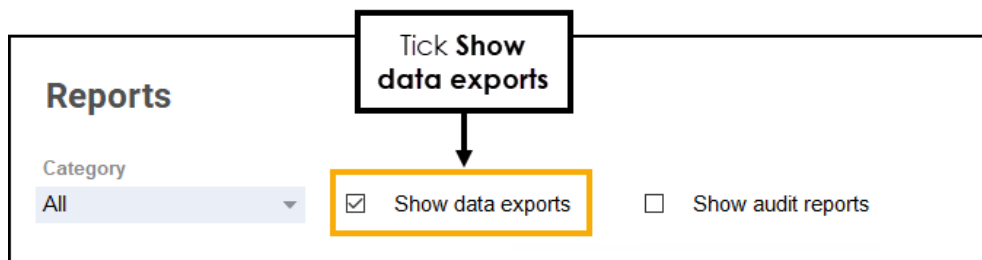 Tick Show
data exports
Reports
Category
All
Show data exports
Show audit reports